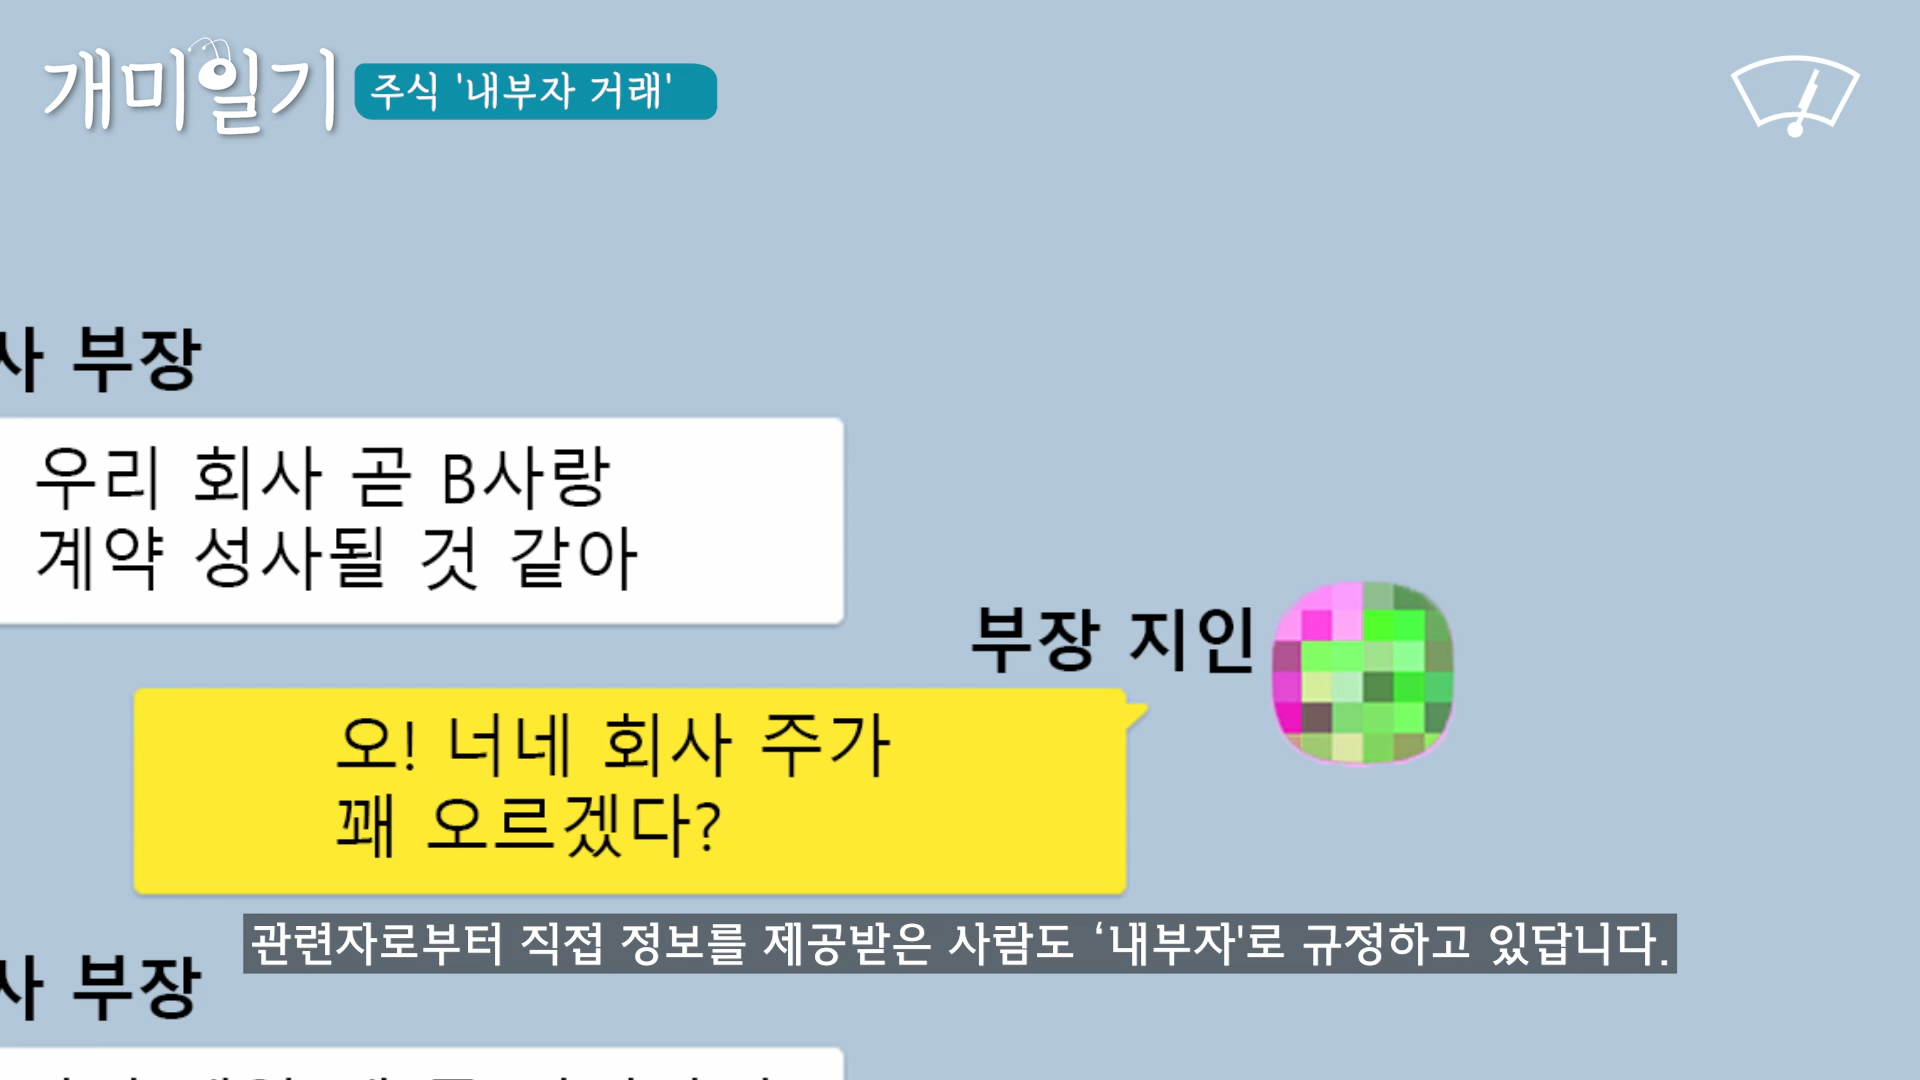 개미일기
주식 '내부자 거래'
사 부장
우리 회사 곧 B사랑
계약 성사될 것 같아
부장 지인
오! 너네 회사 주가
꽤 오르겠다?
관련자로부터 직접 정보를 제공받은 사람도 ‘내부자'로 규정하고 있답니다.
사 부장